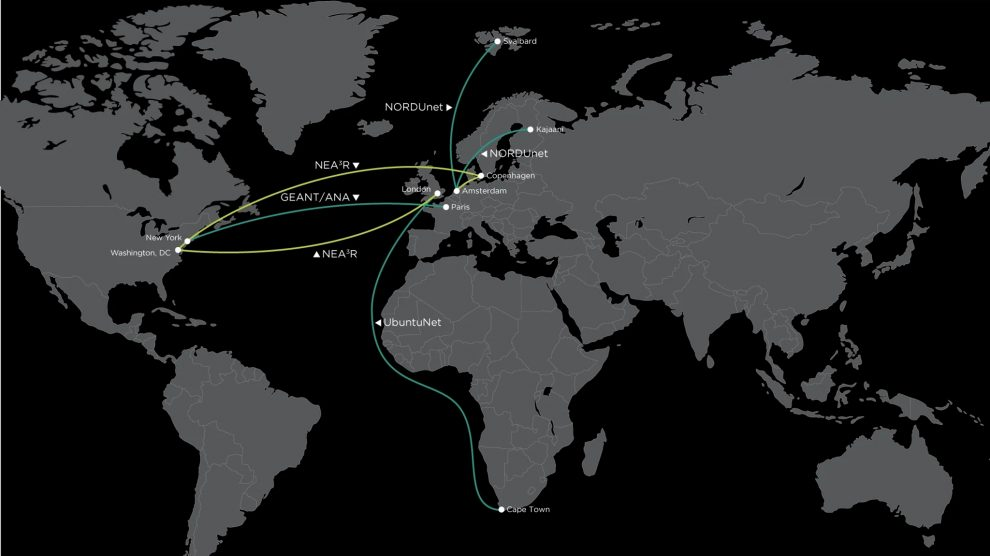 Svalbard
NORDUnet ►
Kajaani
◄ NORDUnet
NEA³R ▼
Copenhagen
London
Amsterdam
GEANT/ANA ▼
Paris
New York
Washington, DC
▲ NEA³R
◄ UbuntuNet
Cape Town